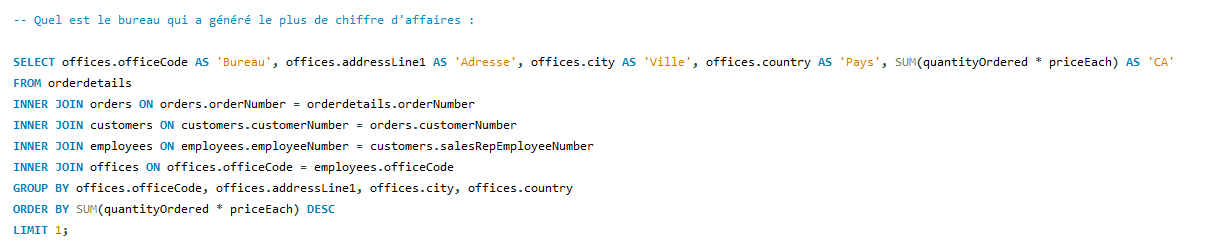 -- Quel est le bureau qui a généré le plus de chiffre d'affaires :
SELECT offices.officeCode AS 'Bureau', offices.addressLine1 AS 'Adresse', offices.city AS 'Ville', offices.country AS 'Pays', SUM(quantityOrdered * priceEach) AS 'CA'
FROM orderdetails
INNER JOIN orders ON orders.orderNumber = orderdetails.orderNumber
INNER JOIN customers ON customers.customerNumber = orders.customerNumber
INNER JOIN employees ON employees.employeeNumber = customers.salesRepEmployeeNumber
INNER JOIN offices ON offices.officeCode = employees.officeCode
GROUP BY offices.officeCode, offices.addressLine1, offices.city, offices.country
ORDER BY SUM(quantityOrdered * priceEach) DESC
LIMIT 1;